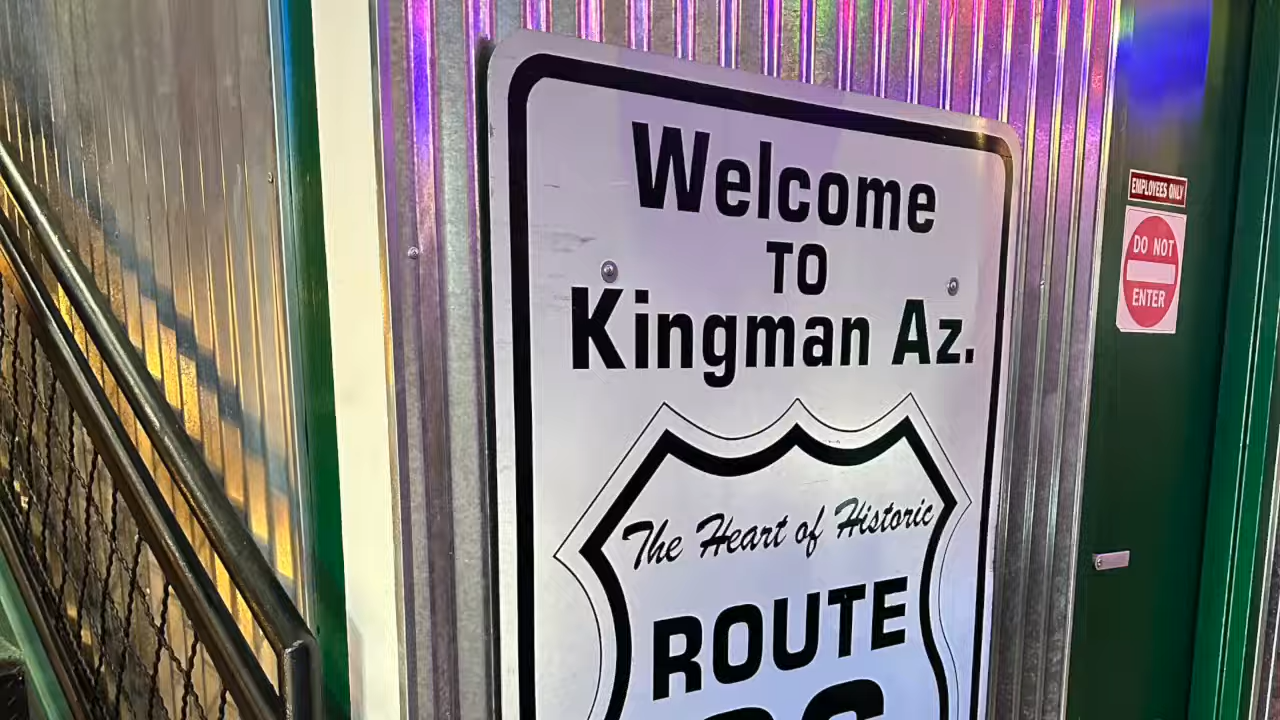 Welcome
TO
Kingman Az.
The Heart of Historic
ROUTE
EMPLOYEES ONLY
DO NOT
ENTER